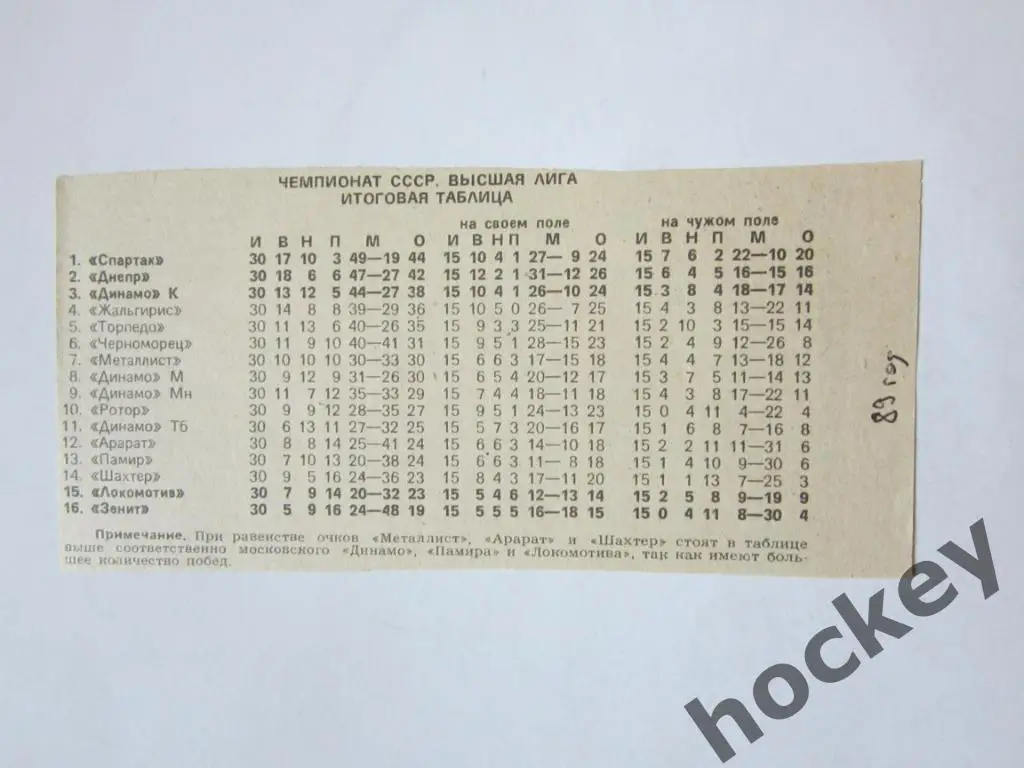 ЧЕМПИОНАТ СССР. ВЫСШАЯ ЛИГА
ИТОГОВАЯ ТАБЛИЦА
на своем поле на чужом поле
И В Н П М О И В Н П М О И В Н П М О
1. «Спартак» 30 17 10 3 49—19 44 15 10 4 1 27— 9 24 15 7 6 2 22—10 20
2. «Днепр» 30 18 6 6 47—27 42 15 12 2 1 31—12 26 15 6 4 5 16—15 16
3. «Динамо» К 30 13 12 5 44—27 38 15 10 4 1 26—10 24 15 3 8 4 18—17 14
4. «Жальгирис» 30 14 8 8 39—29 36 15 10 5 0 26— 7 25 15 4 3 8 13—22 11
5. «Торпедо» 30 11 13 6 40—26 35 15 9 3 3 25—11 21 15 2 10 3 15—15 14
6. «Черноморец» 30 11 9 10 40—41 31 15 9 5 1 28—15 23 15 2 4 9 12—26 8
7. «Металлист» 30 10 10 10 30—33 30 15 6 6 3 17—15 18 15 4 4 7 13—18 12
8. «Динамо» М 30 9 12 9 31—26 30 15 6 5 4 20—12 17 15 3 7 5 11—14 13
9. «Динамо» Мн 30 11 7 12 35—33 29 15 7 4 4 18—11 18 15 4 3 8 17—22 11
10. «Ротор» 30 9 9 12 28—35 27 15 9 5 1 24—13 23 15 0 4 11 4—22 4
11. «Динамо» Тб 30 6 13 11 27—32 25 15 5 7 3 20—16 17 15 1 6 8 7—16 8
12. «Арарат» 30 8 8 14 25—41 24 15 6 6 3 14—10 18 15 2 2 11 11—31 6
13. «Памир» 30 7 10 13 20—38 24 15 6 6 3 11— 8 18 15 1 4 10 9—30 6
14. «Шахтер» 30 9 5 16 24—36 23 15 8 4 3 17—11 20 15 1 1 13 7—25 3
15. «Локомотив» 30 7 9 14 20—32 23 15 5 4 6 12—13 14 15 2 5 8 9—19 9
16. «Зенит» 30 5 9 16 24—48 19 15 5 5 5 16—18 15 15 0 4 11 8—30 4
Примечание. При равенстве очков «Металлист», «Арарат» и «Шахтер» стоят в таблице
выше соответственно московского «Динамо», «Памира» и «Локомотива», так как имеют боль-
шее количество побед.
89 год
hockey